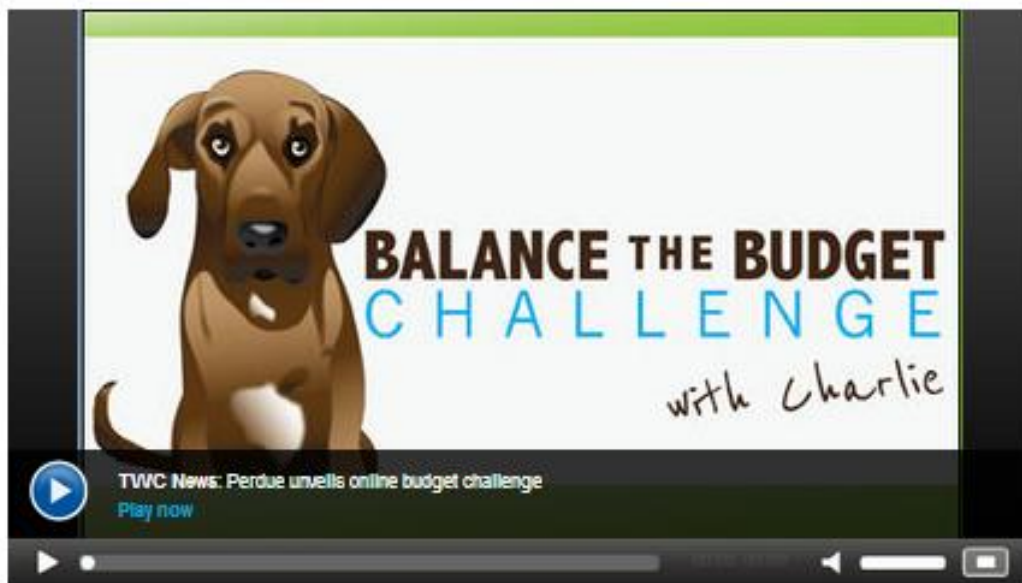 BALANCE THE BUDGET
CHALLENGE
with Charlie
TWC News: Perdue unveils online budget challenge
Play now